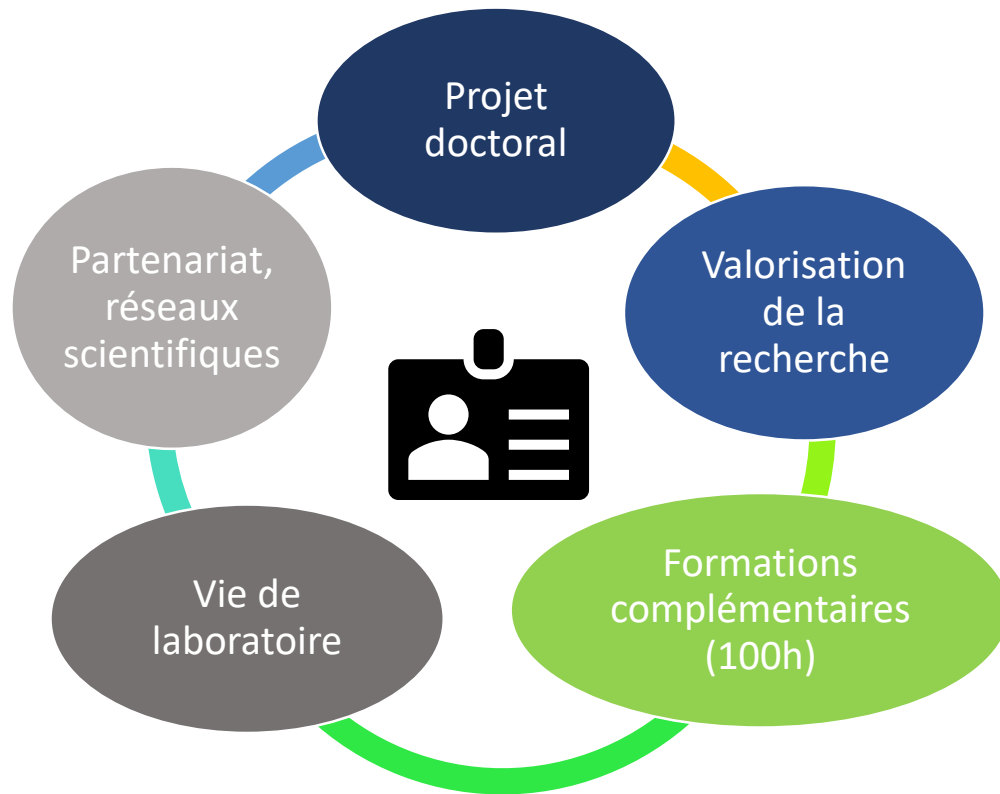 Projet
doctoral
Valorisation
de la
recherche
Formations
complémentaires
(100h)
Vie de
laboratoire
Partenariat,
réseaux
scientifiques